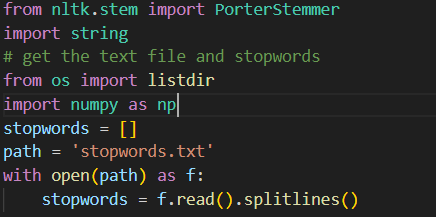 from nltk.stem import PorterStemmer
import string
# get the text file and stopwords
from os import listdir
import numpy as np
stopwords = []
path = 'stopwords.txt'
with open(path) as f:
    stopwords = f.read().splitlines()